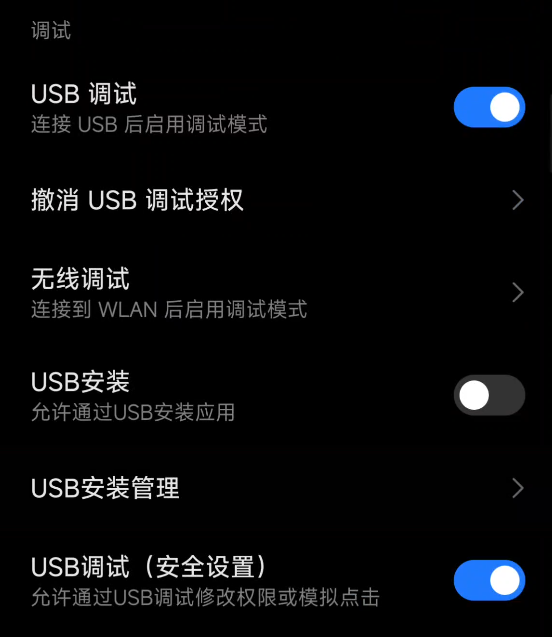 调试
USB 调试
连接 USB 后启用调试模式
撤消 USB 调试授权
无线调试
连接到 WLAN 后启用调试模式
USB安装
允许通过USB安装应用
USB安装管理
USB调试（安全设置）
允许通过USB调试修改权限或模拟点击